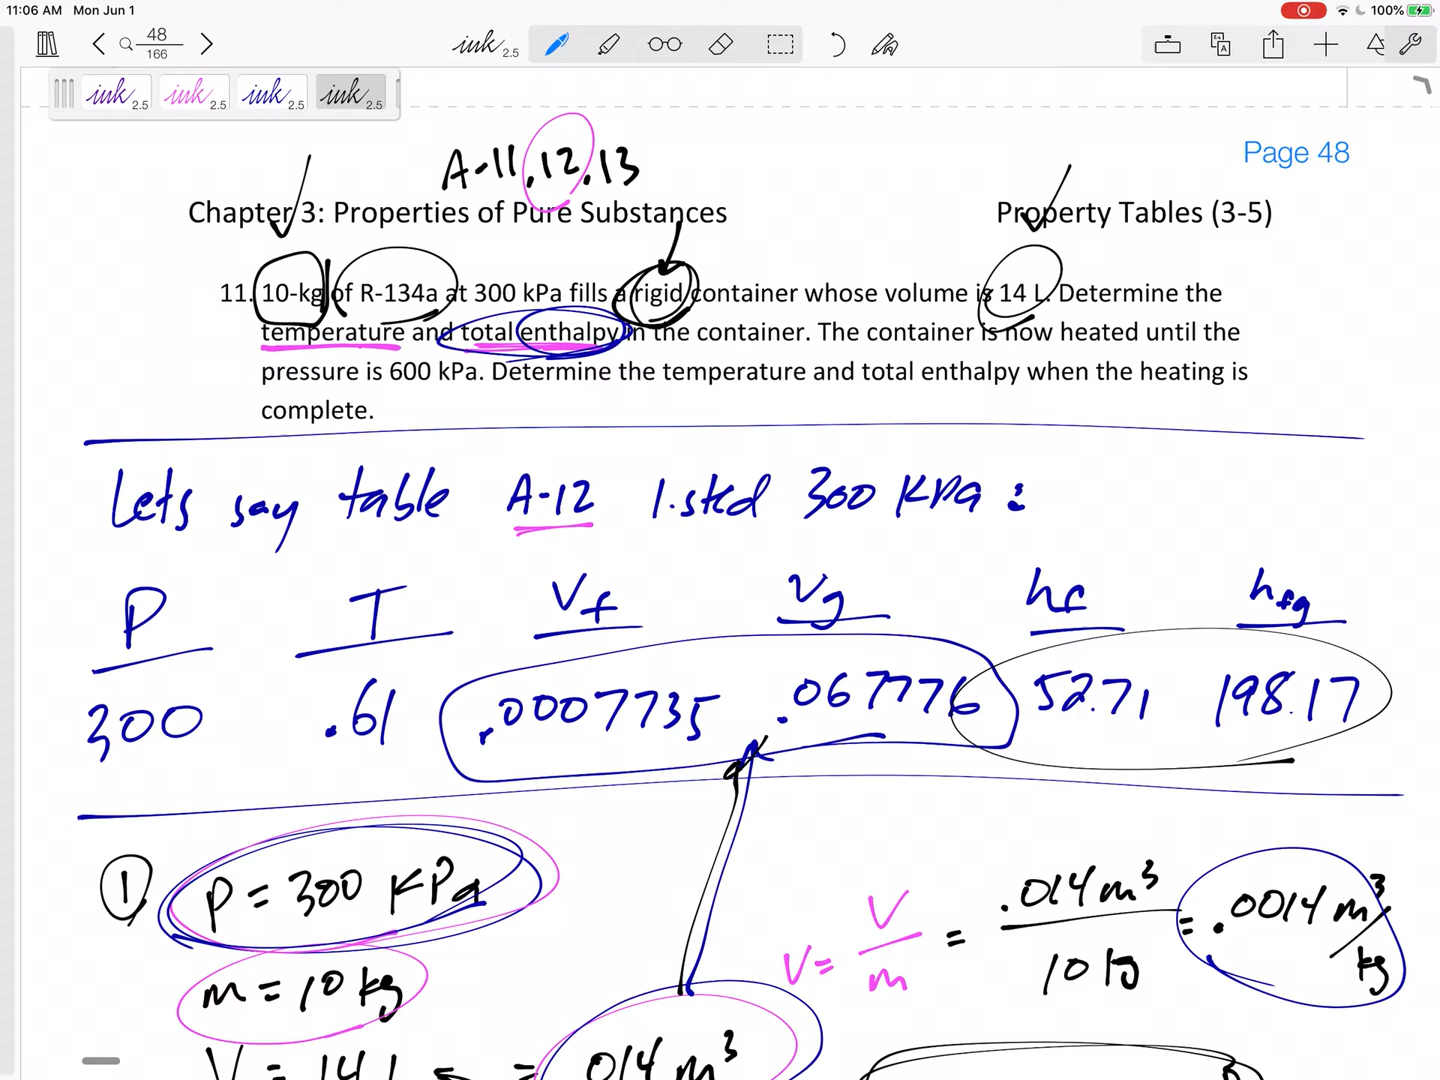 11:06 AM Mon Jun 1
100%
48
166
ink 2.5
ink 2.5 ink 2.5 ink 2.5 ink 2.5
Page 48
A-11,12,13
Chapter 3: Properties of Pure Substances Property Tables (3-5)
11. 10-kg of R-134a at 300 kPa fills a rigid container whose volume is 14 L. Determine the
temperature and total enthalpy in the container. The container is now heated until the
pressure is 600 kPa. Determine the temperature and total enthalpy when the heating is
complete.
Lets say table A-12 listed 300 KPa :
P T Vf Vg hf hfg
300 .61 .0007735 .067776 52.71 198.17
① P = 300 KPa
V = V/m = .014 m³/10 kg = .0014 m³/kg
m = 10 kg
V = 14 L = .014 m³